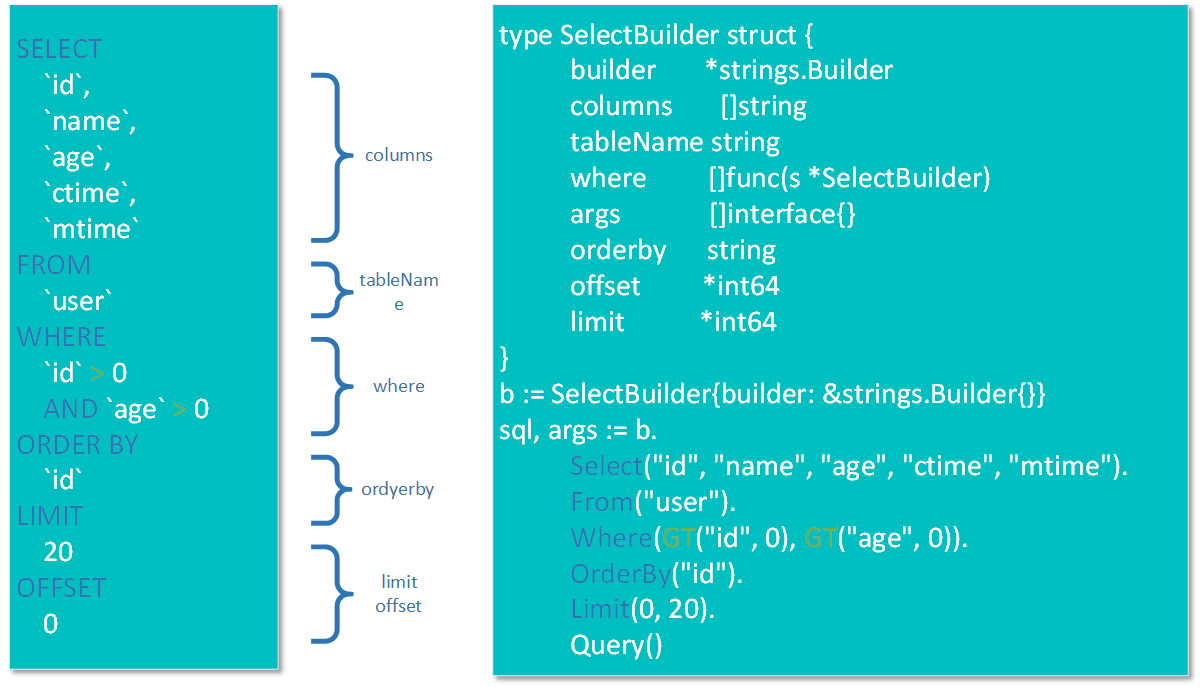 SELECT
`id`,
`name`,
`age`,
`ctime`,
`mtime`
FROM
`user`
WHERE
`id` > 0
AND `age` > 0
ORDER BY
`id`
LIMIT
20
OFFSET
0
columns
tableNam
e
where
ordyerby
limit
offset
type SelectBuilder struct {
builder *strings.Builder
columns []string
tableName string
where []func(s *SelectBuilder)
args []interface{}
orderby string
offset *int64
limit *int64
}
b := SelectBuilder{builder: &strings.Builder{}}
sql, args := b.
Select("id", "name", "age", "ctime", "mtime").
From("user").
Where(GT("id", 0), GT("age", 0)).
OrderBy("id").
Limit(0, 20).
Query()